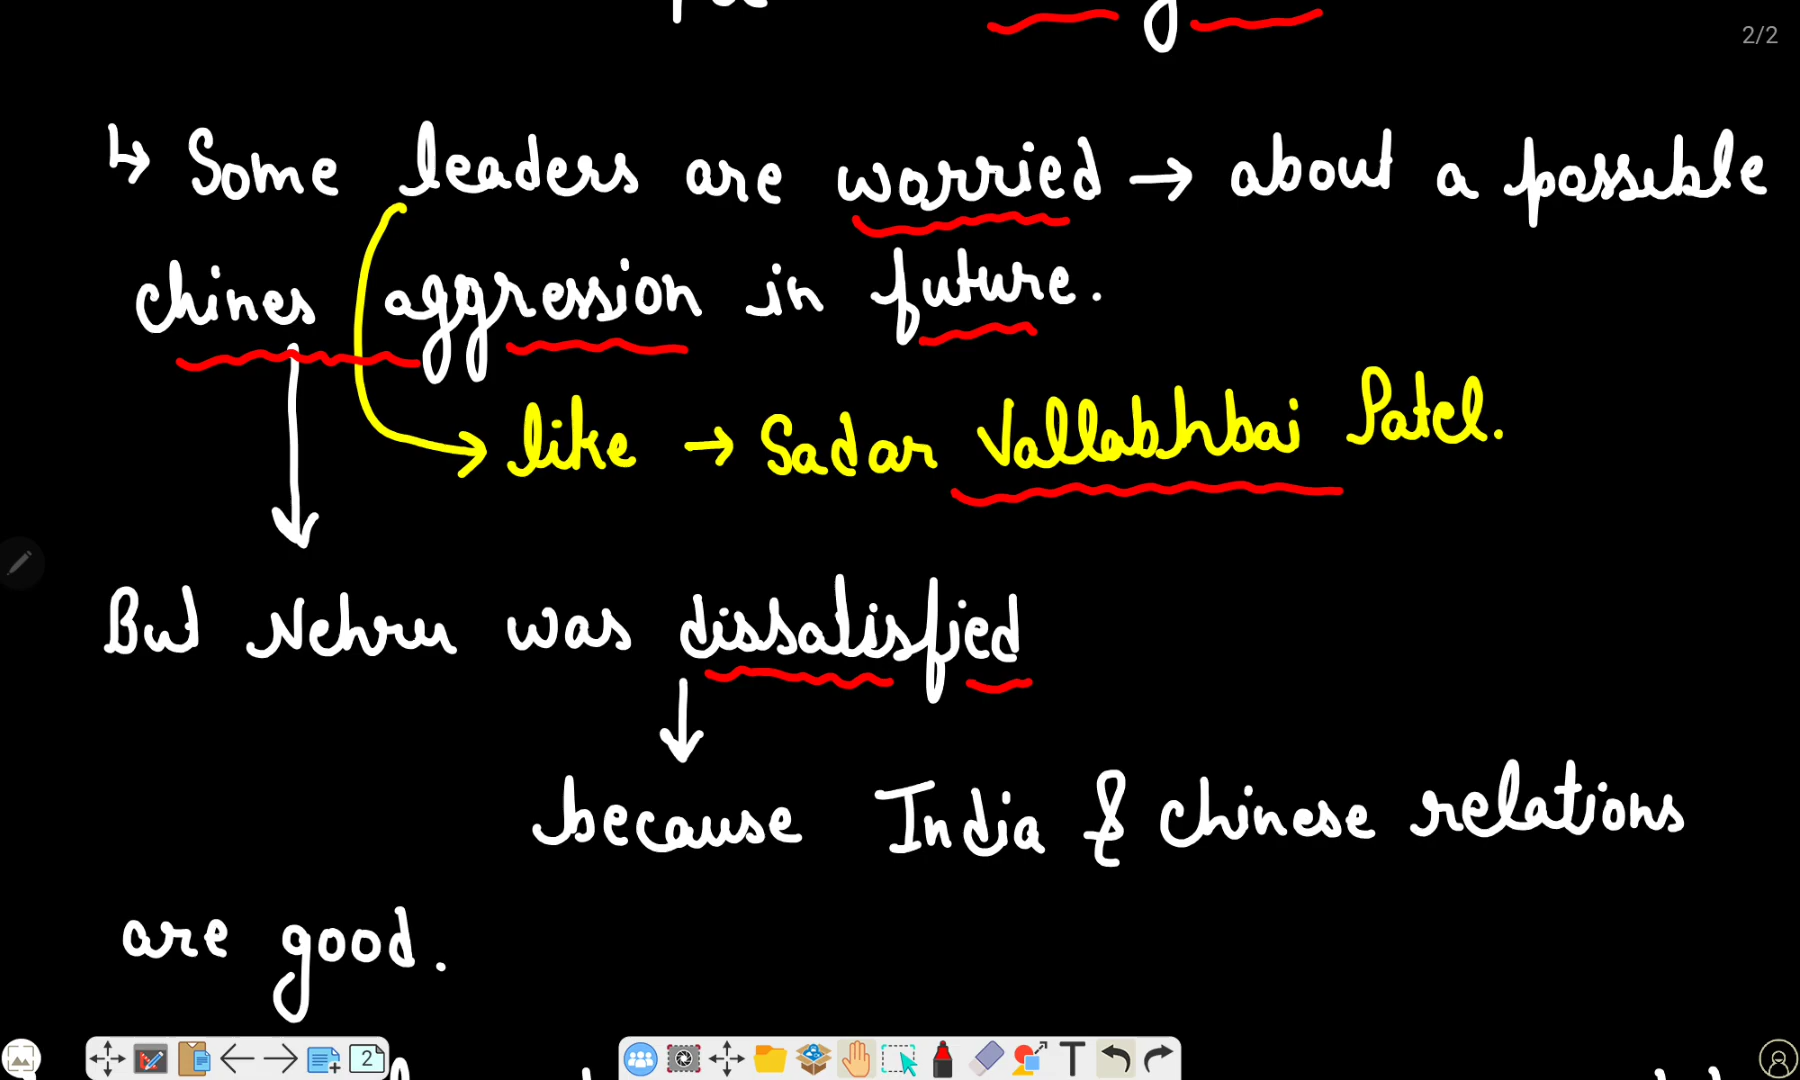 2/2
↳ Some leaders are worried → about a possible
chines aggression in future.
→ like → Sadar Vallabhbai Patel.
But Nehru was dissatisfied
because India & chinese relations
are good.
2
T